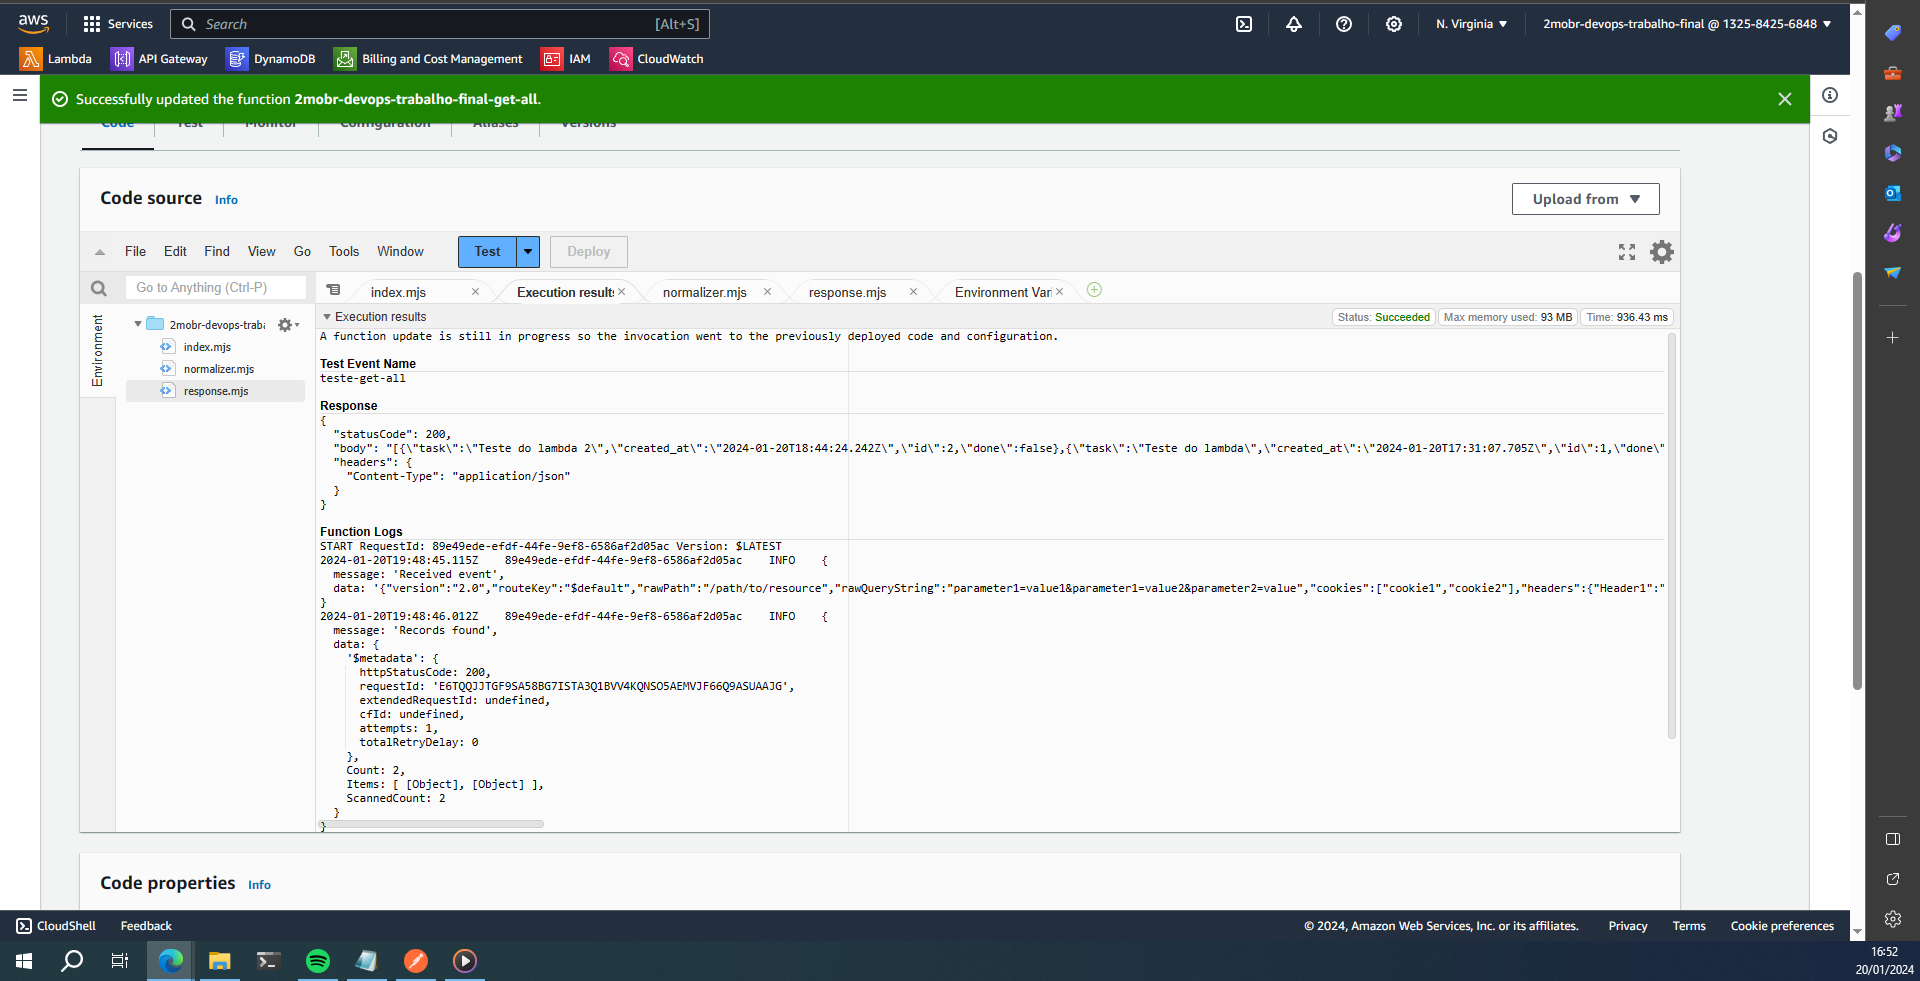 aws
Services
Search
[Alt+S]
N. Virginia
2mobr-devops-trabalho-final @ 1325-8425-6848
Lambda
API Gateway
DynamoDB
Billing and Cost Management
IAM
CloudWatch
Successfully updated the function 2mobr-devops-trabalho-final-get-all.
Code
Test
Monitor
Configuration
Aliases
Versions
Code source
Info
Upload from
File
Edit
Find
View
Go
Tools
Window
Test
Deploy
Go to Anything (Ctrl-P)
index.mjs
Execution results
normalizer.mjs
response.mjs
Environment Vari
Environment
2mobr-devops-traba
index.mjs
normalizer.mjs
response.mjs
Execution results
Status: Succeeded
Max memory used: 93 MB
Time: 936.43 ms
A function update is still in progress so the invocation went to the previously deployed code and configuration.
Test Event Name
teste-get-all
Response
{
"statusCode": 200,
"body": "[{\"task\":\"Teste do lambda 2\",\"created_at\":\"2024-01-20T18:44:24.242Z\",\"id\":2,\"done\":false},{\"task\":\"Teste do lambda\",\"created_at\":\"2024-01-20T17:31:07.705Z\",\"id\":1,\"done\"
"headers": {
"Content-Type": "application/json"
}
}
Function Logs
START RequestId: 89e49ede-efdf-44fe-9ef8-6586af2d05ac Version: $LATEST
2024-01-20T19:48:45.115Z 89e49ede-efdf-44fe-9ef8-6586af2d05ac INFO {
message: 'Received event',
data: '{"version":"2.0","routeKey":"$default","rawPath":"/path/to/resource","rawQueryString":"parameter1=value1&parameter1=value2&parameter2=value","cookies":["cookie1","cookie2"],"headers":{"Header1":"
}
2024-01-20T19:48:46.012Z 89e49ede-efdf-44fe-9ef8-6586af2d05ac INFO {
message: 'Records found',
data: {
'$metadata': {
httpStatusCode: 200,
requestId: 'E6TQQJJTGF9SA58BG7ISTA3Q1BVV4KQNSO5AEMVJF66Q9ASUAAJG',
extendedRequestId: undefined,
cfId: undefined,
attempts: 1,
totalRetryDelay: 0
},
Count: 2,
Items: [ [Object], [Object] ],
ScannedCount: 2
}
}
Code properties
Info
CloudShell
Feedback
© 2024, Amazon Web Services, Inc. or its affiliates.
Privacy
Terms
Cookie preferences
16:52
20/01/2024